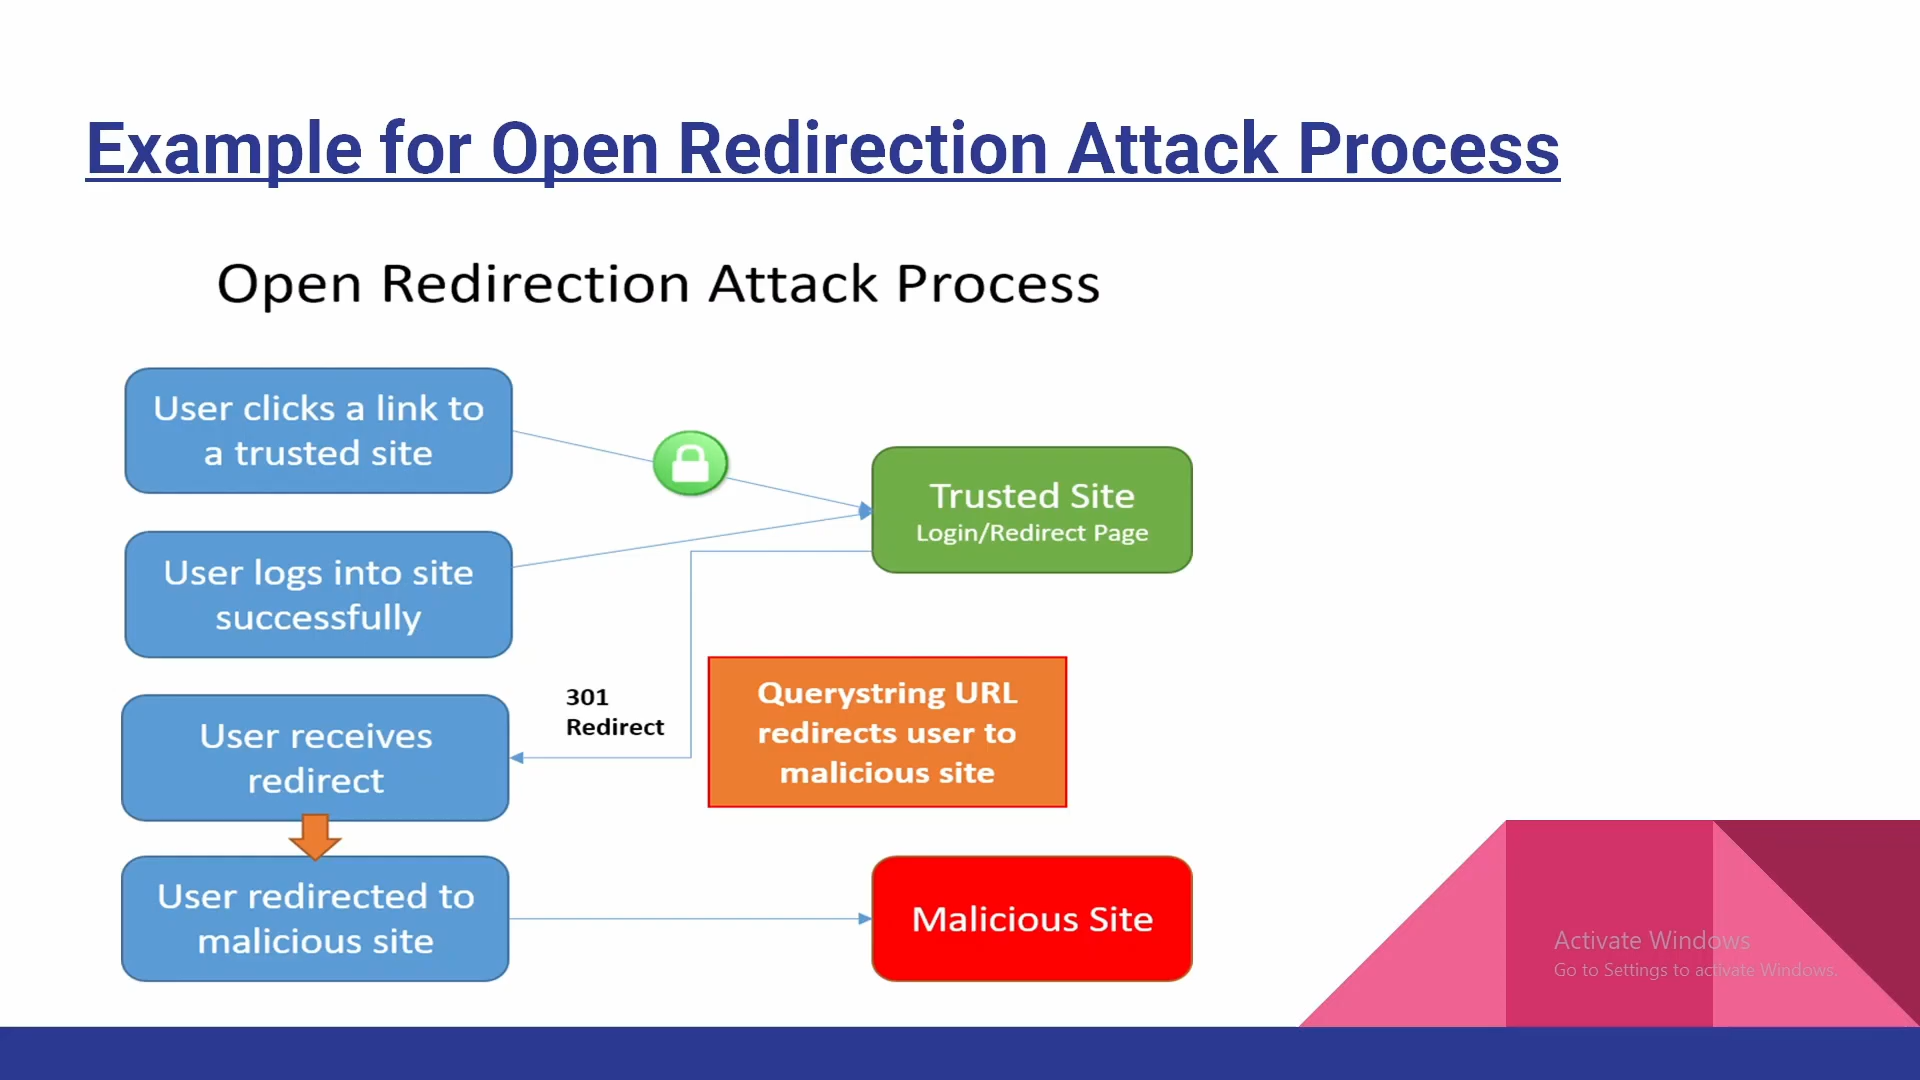 Example for Open Redirection Attack Process
Open Redirection Attack Process
User clicks a link to
a trusted site
Trusted Site
Login/Redirect Page
User logs into site
successfully
301
Redirect
Querystring URL
redirects user to
malicious site
User receives
redirect
User redirected to
malicious site
Malicious Site
Activate Windows
Go to Settings to activate Windows.